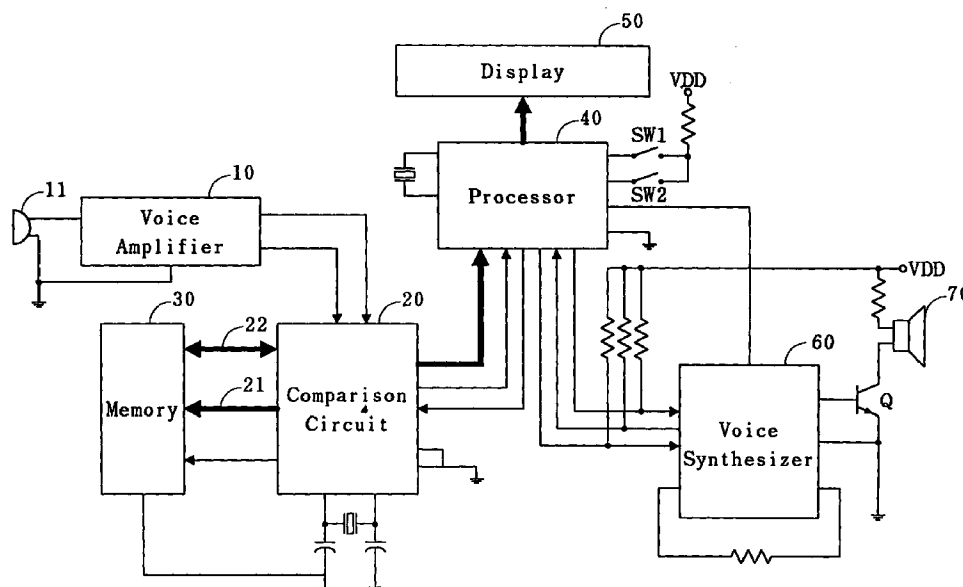 50
Display
VDD
40
SW1
Processor
SW2
11
10
Voice
Amplifier
VDD
70
30
20
22
60
21
Memory
Comparison
Circuit
Q
Voice
Synthesizer